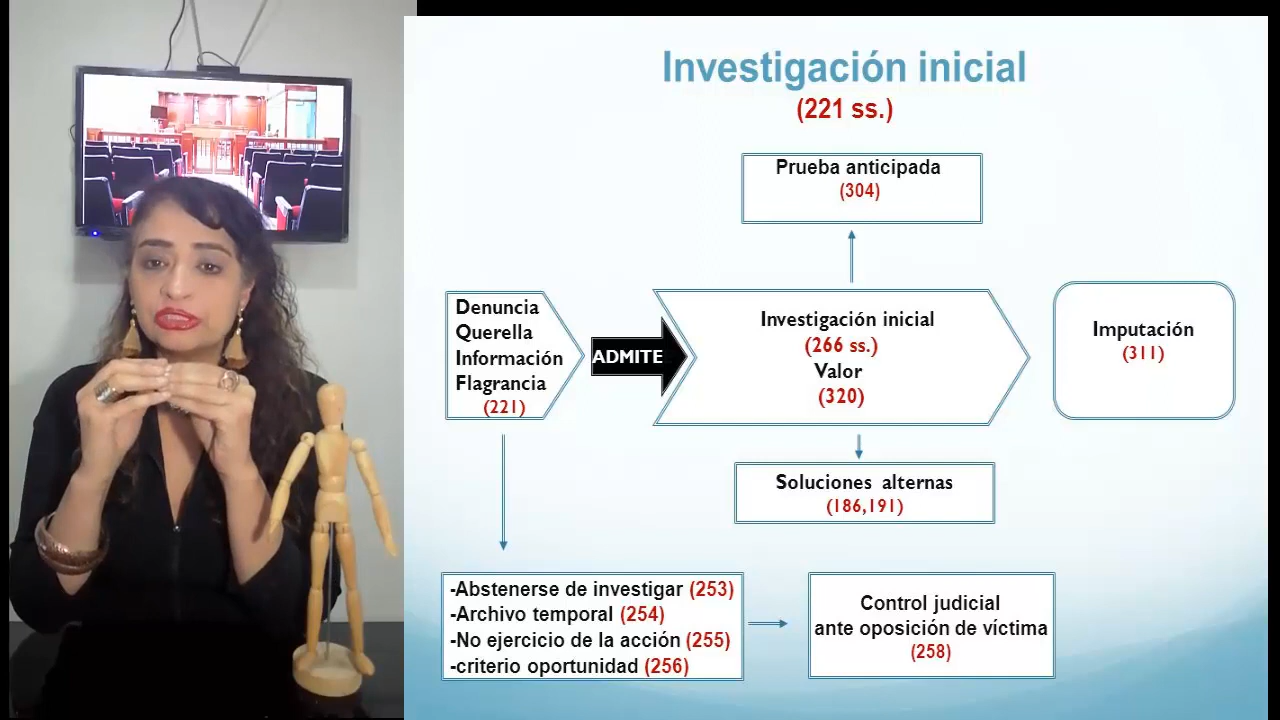 Investigación inicial
(221 ss.)
Prueba anticipada
(304)
Denuncia
Querella
Información
Flagrancia
(221)
ADMITE
Investigación inicial
(266 ss.)
Valor
(320)
Imputación
(311)
Soluciones alternas
(186,191)
-Abstenerse de investigar (253)
-Archivo temporal (254)
-No ejercicio de la acción (255)
-criterio oportunidad (256)
Control judicial
ante oposición de víctima
(258)